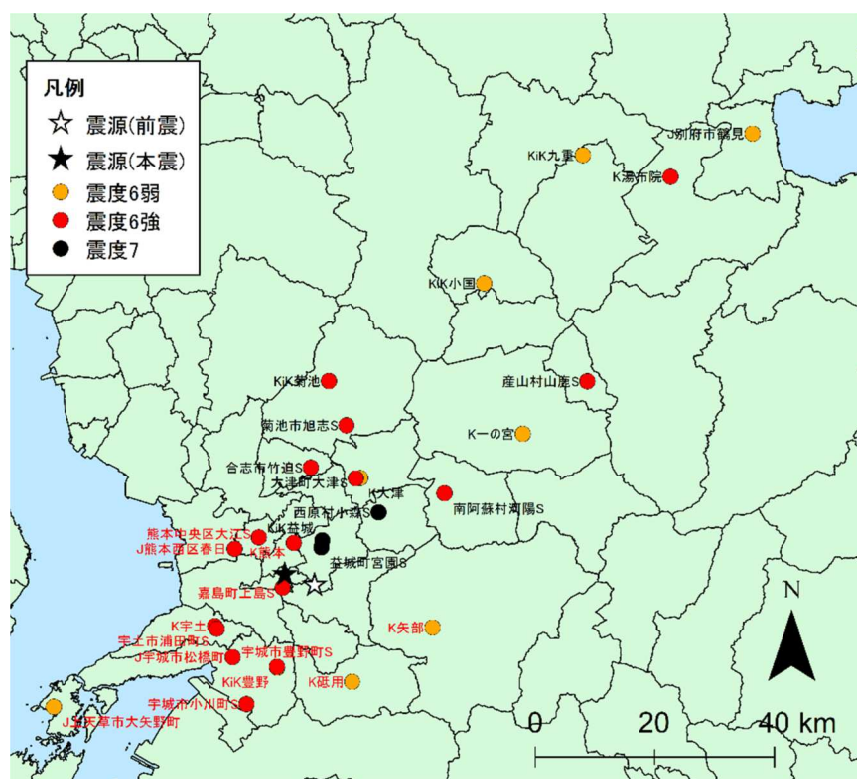 凡例
震源(前震)
震源(本震)
震度6弱
震度6強
震度7
J別府市鶴見
KiK九重
K湯布院
KiK小国
KiK菊池
産山村山鹿S
菊池市旭志S
K一の宮
合志市竹迫S
大津町大津S
K大津
南阿蘇村河陽S
西原村小森S
熊本中央区大江S
KiK益城
J熊本西区春日
K熊本
益城町宮園S
嘉島町上島S
K宇土
宇土市浦田町S
K矢部
J宇城市松橋町
宇城市豊野町S
KiK豊野
K砥用
宇城市小川町S
J上天草市大矢野町
N
0 20 40 km